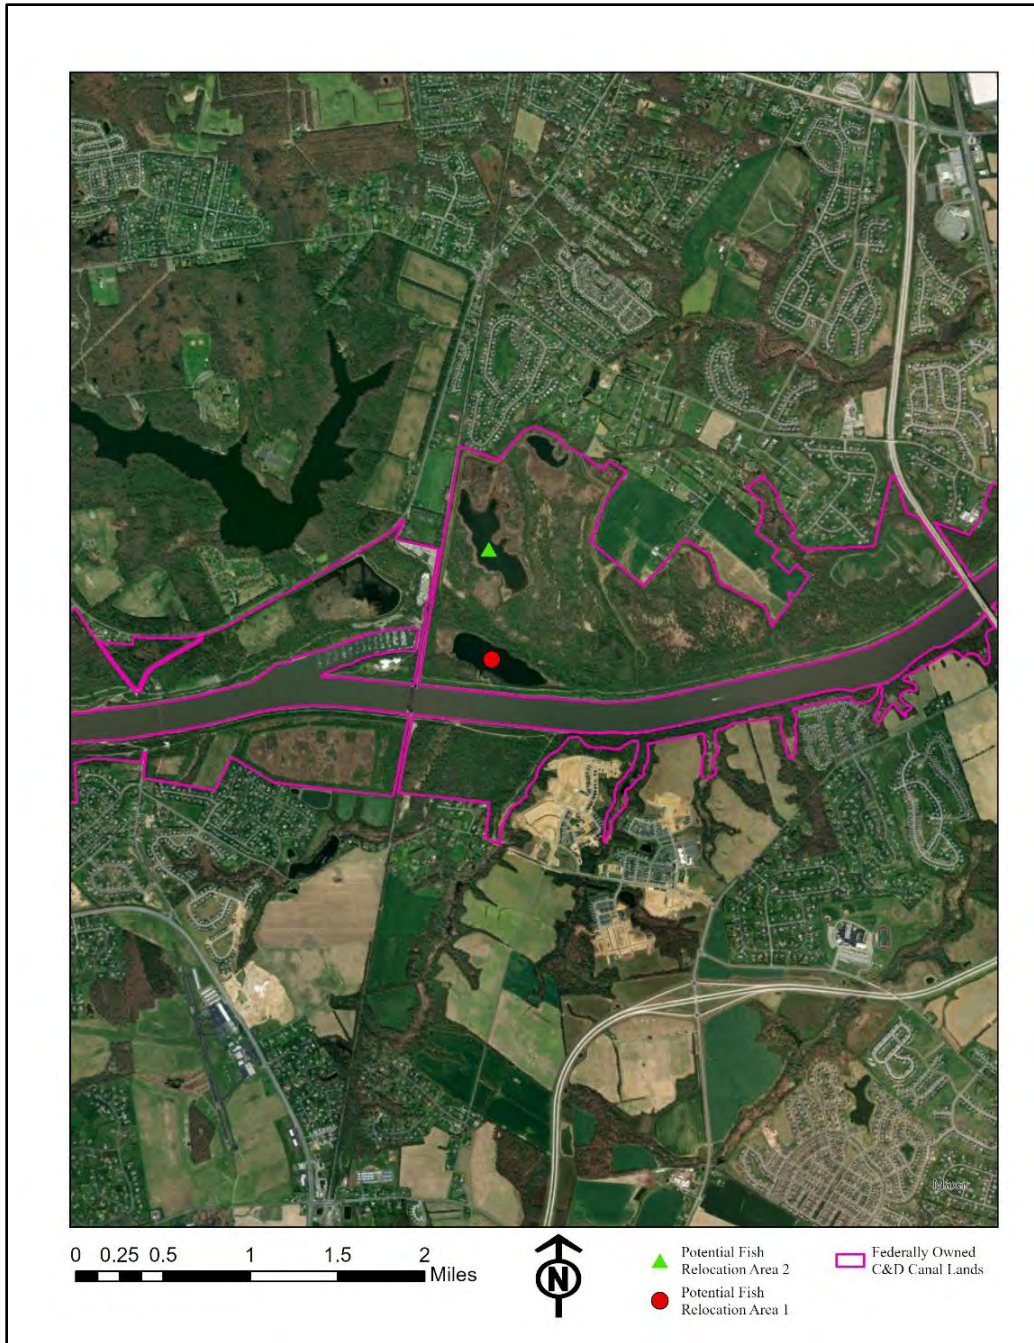 0 0.25 0.5 1 1.5 2
Miles
N
Potential Fish
Relocation Area 2
Potential Fish
Relocation Area 1
Federally Owned
C&D Canal Lands